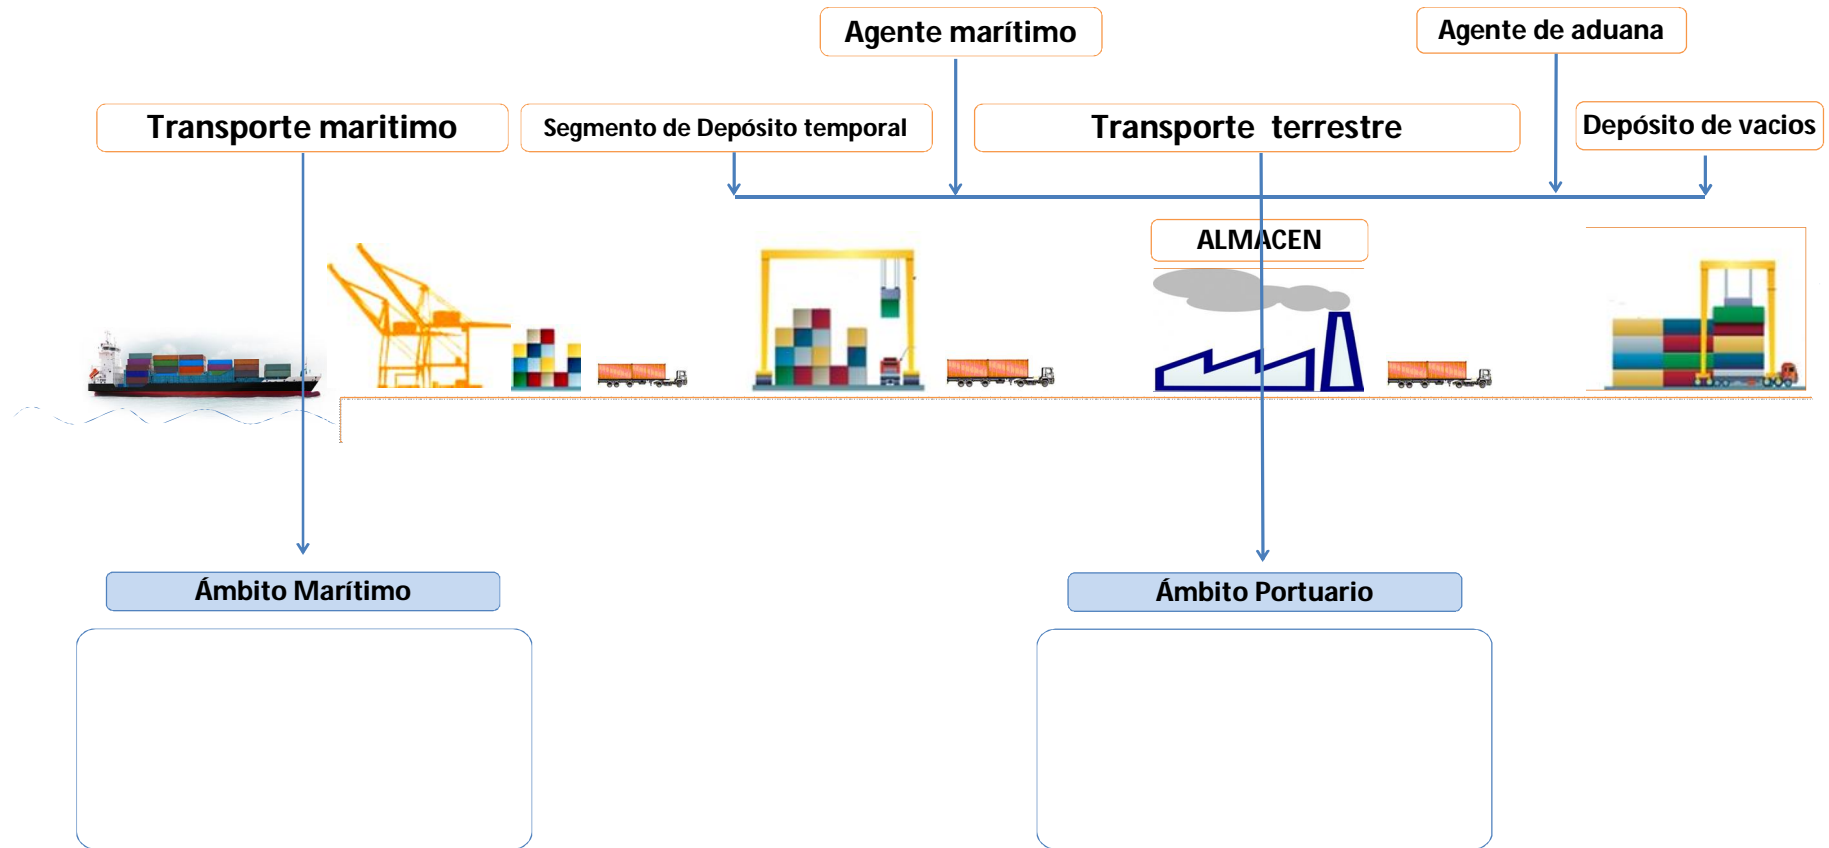 Agente marítimo
Agente de aduana
Transporte maritimo
Segmento de Depósito temporal
Transporte terrestre
Depósito de vacios
ALMACEN
Ámbito Marítimo
Ámbito Portuario